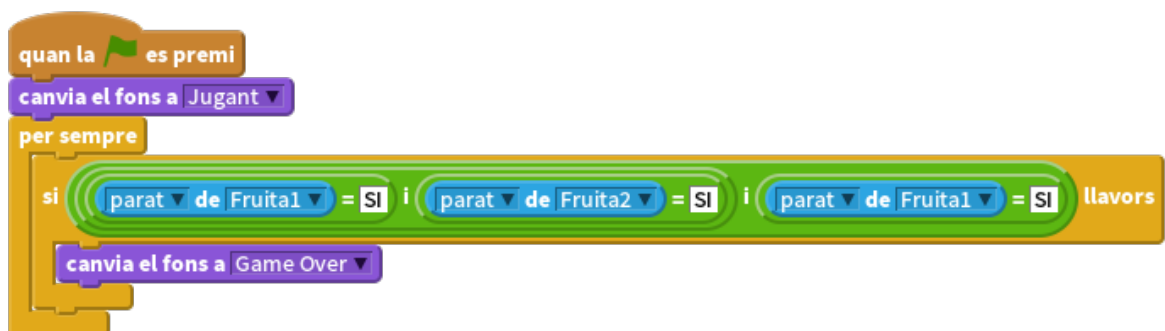 quan la es premi
canvia el fons a Jugant
per sempre
si parat de Fruita1 = SI i parat de Fruita2 = SI i parat de Fruita1 = SI llavors
canvia el fons a Game Over